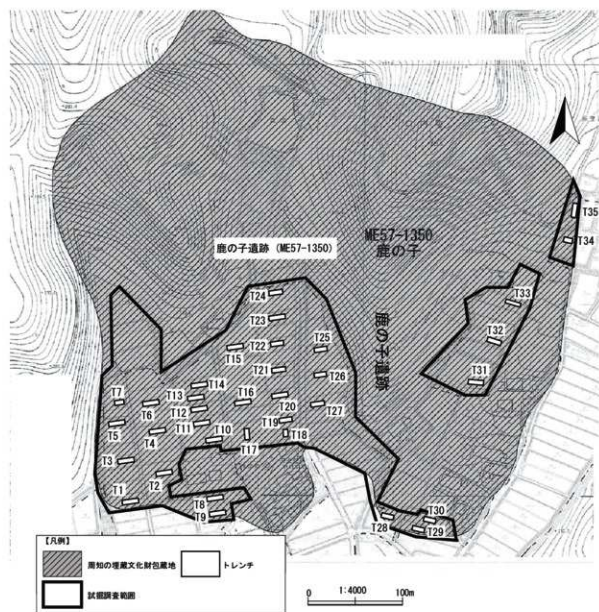 ME57-1350
鹿の子
鹿の子遺跡 (ME57-1350)
鹿の子遺跡
T35
T34
T33
T32
T31
T24
T23
T22
T15
T21
T25
T26
T27
T14
T13
T12
T11
T10
T16
T20
T19
T18
T17
T7
T6
T5
T4
T3
T2
T1
T8
T9
T28
T30
T29
【凡例】
周知の埋蔵文化財包蔵地
トレンチ
試掘調査範囲
1:4000
0
100m